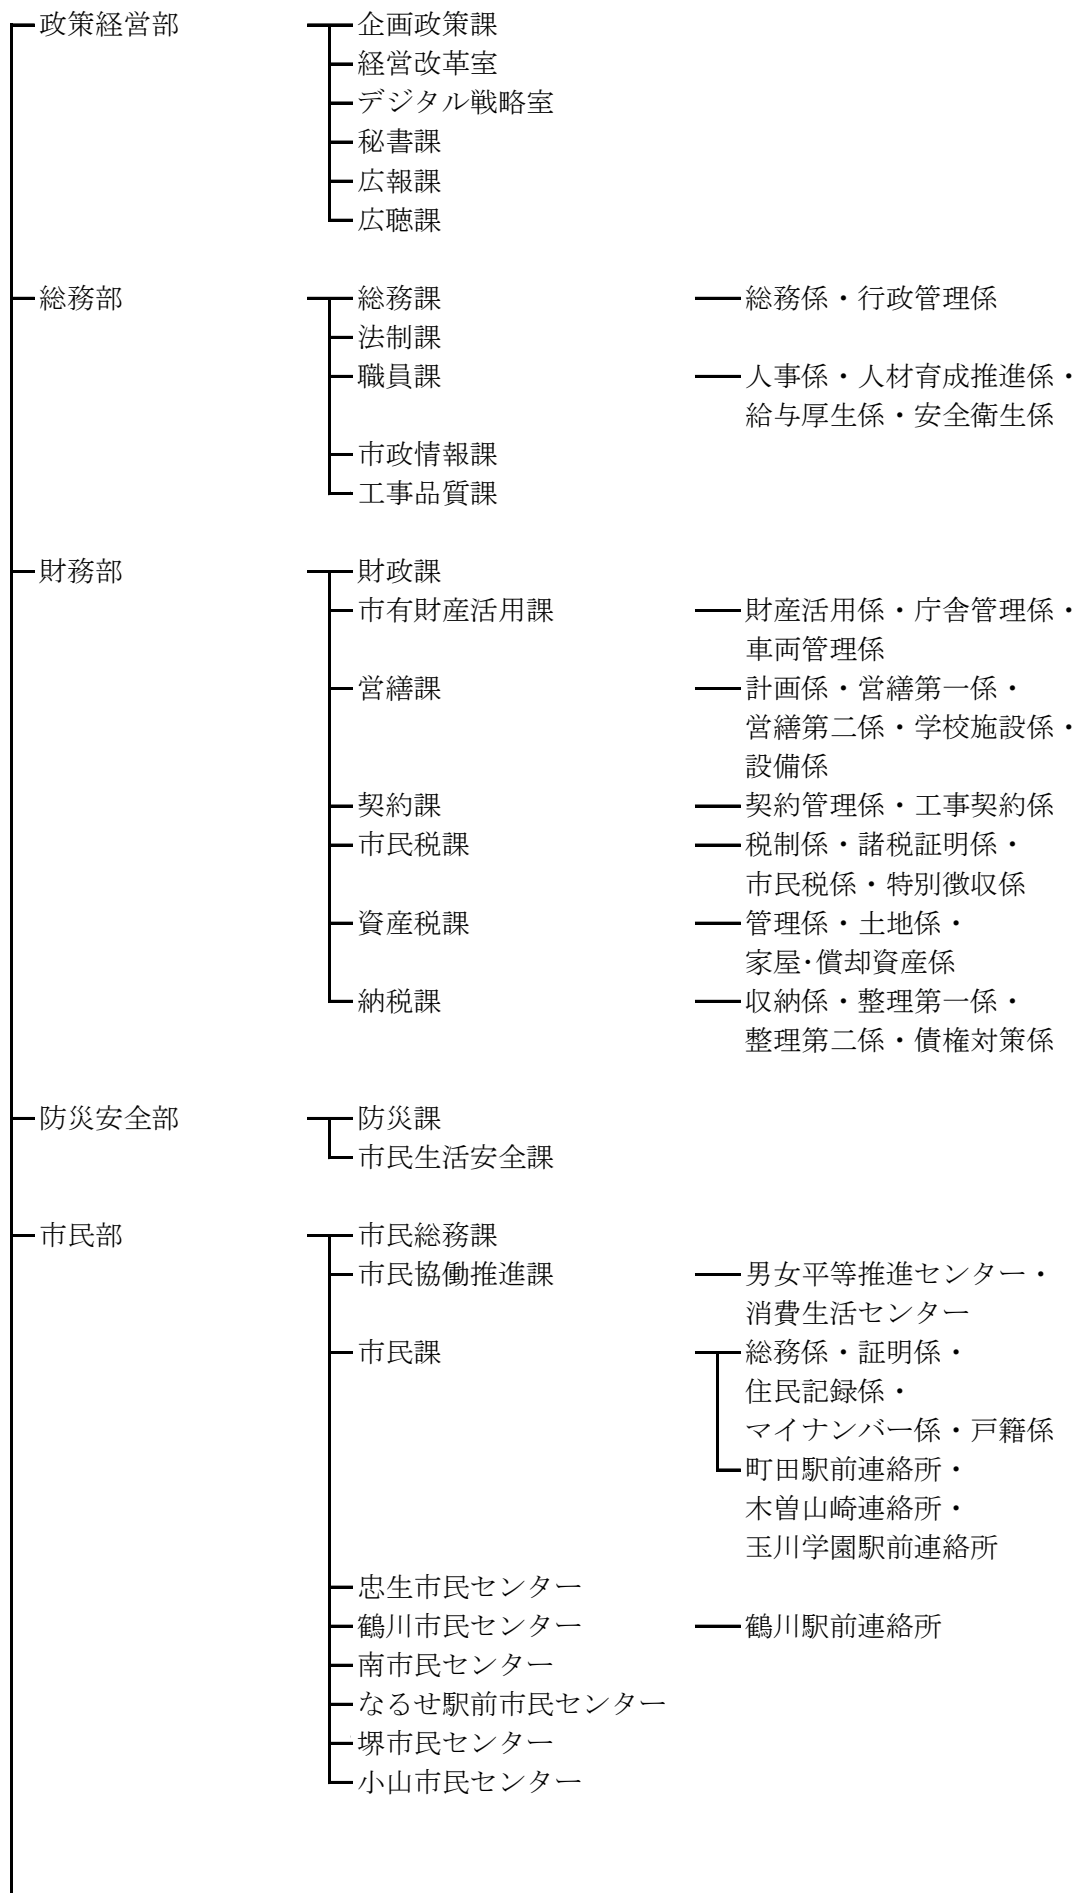 政策経営部 企画政策課
経営改革室
デジタル戦略室
秘書課
広報課
広聴課
総務部 総務課 総務係・行政管理係
法制課
職員課 人事係・人材育成推進係・
給与厚生係・安全衛生係
市政情報課
工事品質課
財務部 財政課
市有財産活用課 財産活用係・庁舎管理係・
車両管理係
営繕課 計画係・営繕第一係・
営繕第二係・学校施設係・
設備係
契約課 契約管理係・工事契約係
市民税課 税制係・諸税証明係・
市民税係・特別徴収係
資産税課 管理係・土地係・
家屋・償却資産係
納税課 収納係・整理第一係・
整理第二係・債権対策係
防災安全部 防災課
市民生活安全課
市民部 市民総務課
市民協働推進課 男女平等推進センター・
消費生活センター
市民課 総務係・証明係・
住民記録係・
マイナンバー係・戸籍係
町田駅前連絡所・
木曽山崎連絡所・
玉川学園駅前連絡所
忠生市民センター
鶴川市民センター 鶴川駅前連絡所
南市民センター
なるせ駅前市民センター
堺市民センター
小山市民センター